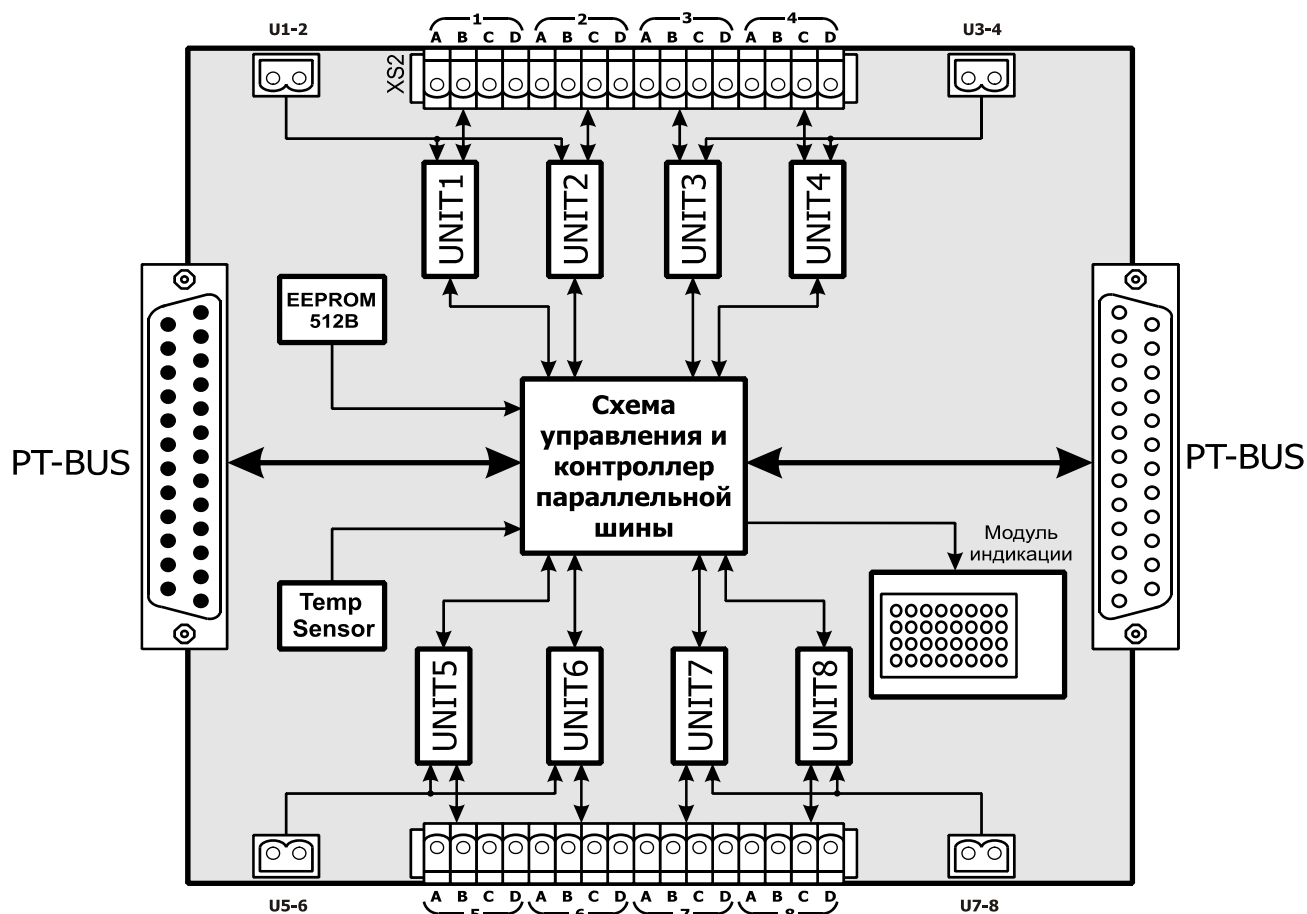 U1-2
1
2
3
4
U3-4
A B C D A B C D A B C D A B C D
XS2
UNIT1
UNIT2
UNIT3
UNIT4
EEPROM
512B
Схема
управления и
контроллер
параллельной
шины
PT-BUS
PT-BUS
Модуль
индикации
Temp
Sensor
UNIT5
UNIT6
UNIT7
UNIT8
A B C D A B C D A B C D A B C D
U5-6
5
6
7
8
U7-8